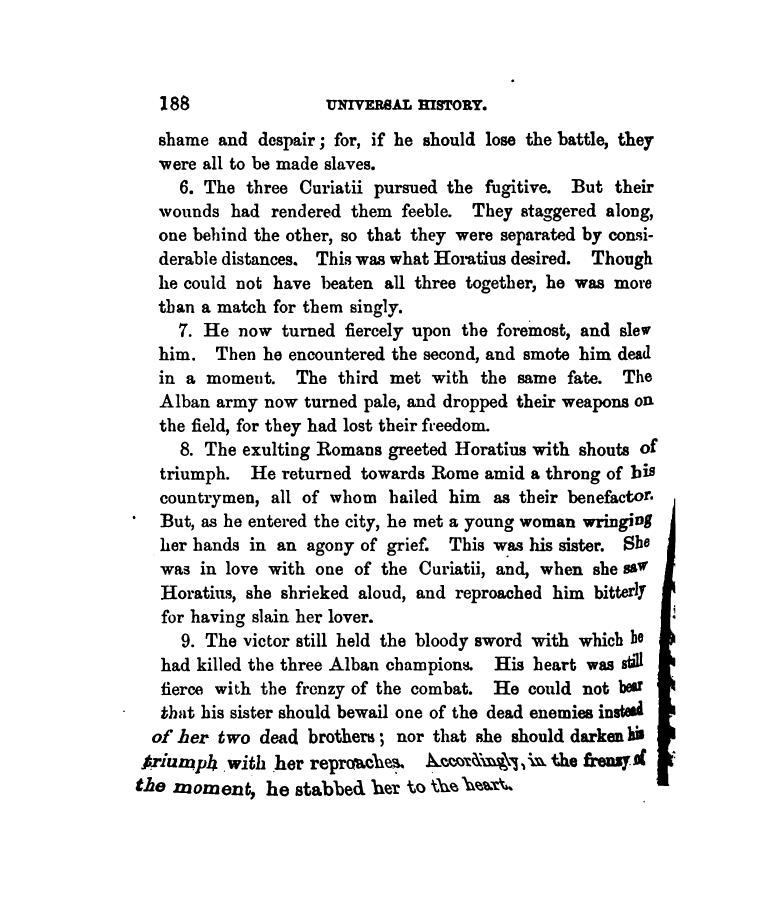 188 UNIVERSAL HISTORY.
shame and despair; for, if he should lose the battle, they
were all to be made slaves.
6. The three Curiatii pursued the fugitive. But their
wounds had rendered them feeble. They staggered along,
one behind the other, so that they were separated by consi-
derable distances. This was what Horatius desired. Though
he could not have beaten all three together, he was more
than a match for them singly.
7. He now turned fiercely upon the foremost, and slew
him. Then he encountered the second, and smote him dead
in a moment. The third met with the same fate. The
Alban army now turned pale, and dropped their weapons on
the field, for they had lost their freedom.
8. The exulting Romans greeted Horatius with shouts of
triumph. He returned towards Rome amid a throng of his
countrymen, all of whom hailed him as their benefactor.
But, as he entered the city, he met a young woman wringing
her hands in an agony of grief. This was his sister. She
was in love with one of the Curiatii, and, when she saw
Horatius, she shrieked aloud, and reproached him bitterly
for having slain her lover.
9. The victor still held the bloody sword with which he
had killed the three Alban champions. His heart was still
fierce with the frenzy of the combat. He could not bear
that his sister should bewail one of the dead enemies instead
of her two dead brothers; nor that she should darken his
triumph with her reproaches. Accordingly, in the frenzy of
the moment, he stabbed her to the heart.